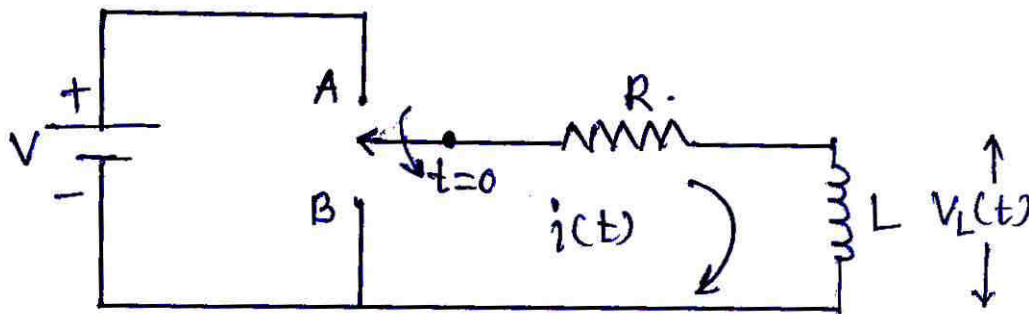 +
V
-
A
B
t=0
R.
i(t)
L
V_L(t)